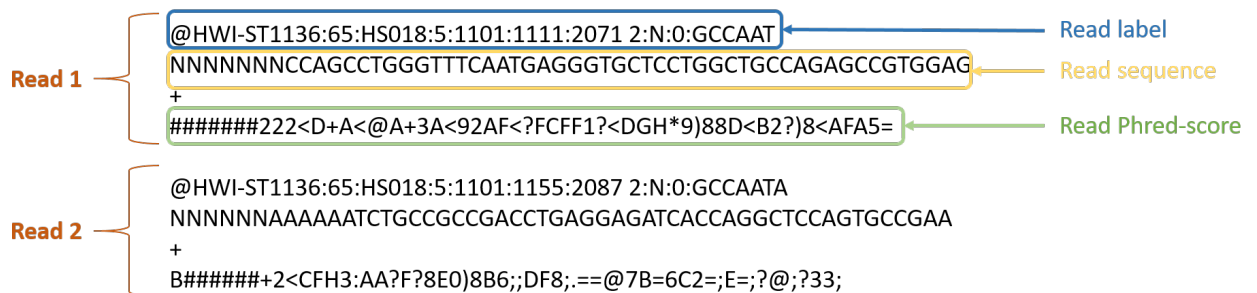 @HWI-ST1136:65:HS018:5:1101:1111:2071 2:N:0:GCCAAT
Read label
NNNNNNNCCAGCCTGGGTTTCAATGAGGGTGCTCCTGGCTGCCAGAGCCGTGGAG
Read sequence
Read 1
+
#######222<D+A<@A+3A<92AF<?FCFF1?<DGH*9)88D<B2?)8<AFA5=
Read Phred-score
@HWI-ST1136:65:HS018:5:1101:1155:2087 2:N:0:GCCAATA
NNNNNNAAAAAATCTGCCGCCGACCTGAGGAGATCACCAGGCTCCAGTGCCGAA
Read 2
+
B######+2<CFH3:AA?F?8E0)8B6;;DF8;.==@7B=6C2=;E=;?@;?33;